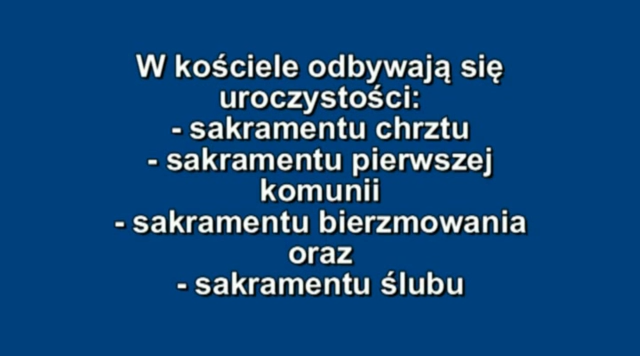 W kościele odbywają się
uroczystości:
- sakramentu chrztu
- sakramentu pierwszej
komunii
- sakramentu bierzmowania
oraz
- sakramentu ślubu